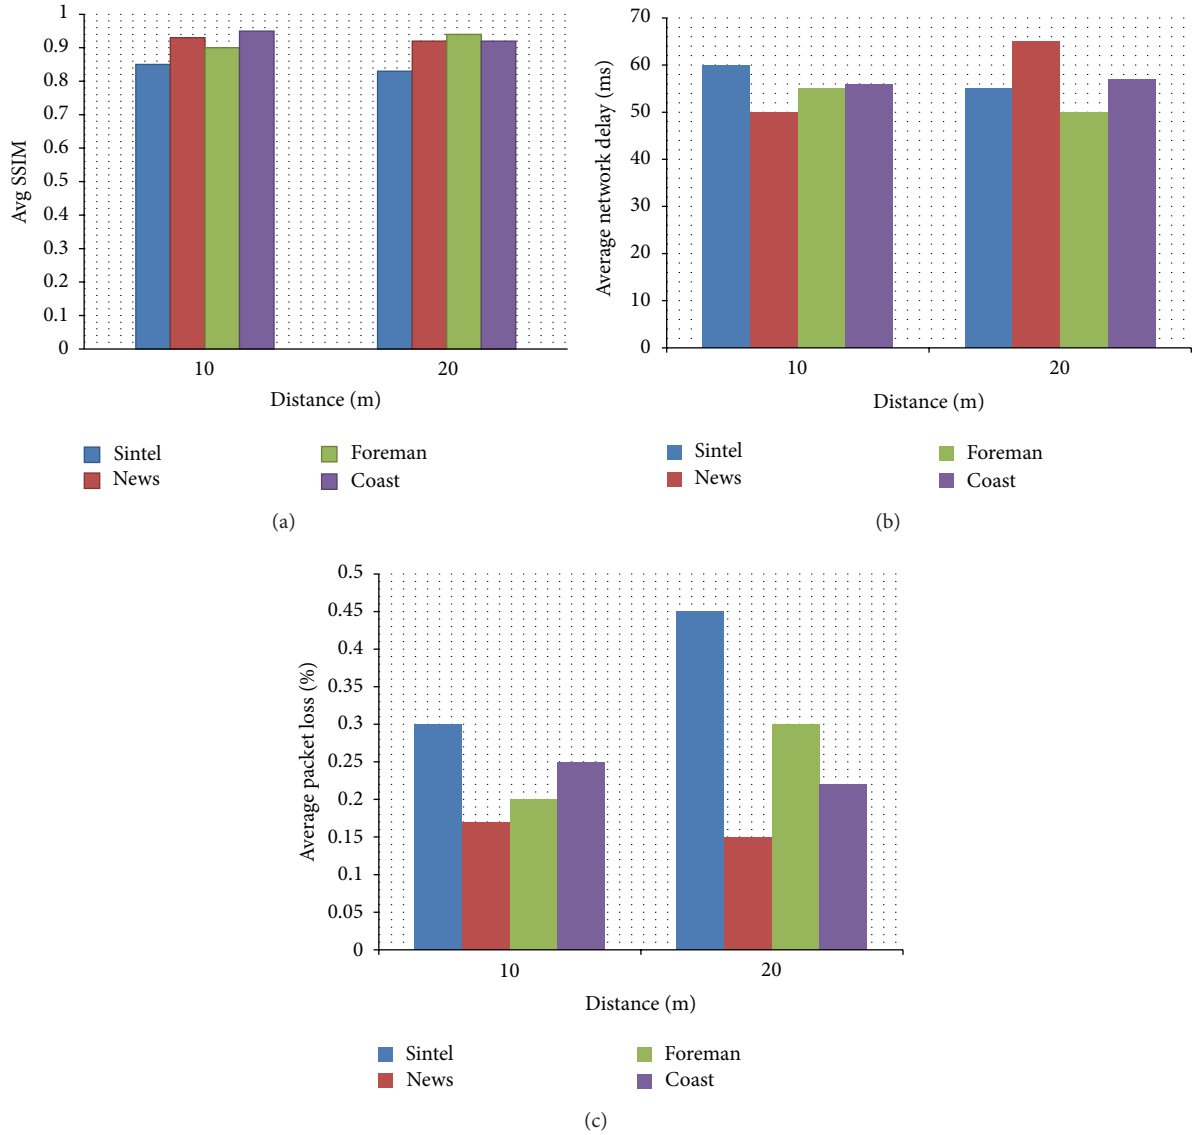 1
0.9
0.8
0.7
0.6
0.5
0.4
0.3
0.2
0.1
0
Avg SSIM
10
20
Distance (m)
Sintel
News
Foreman
Coast
(a)
70
60
50
40
30
20
10
0
Average network delay (ms)
10
20
Distance (m)
Sintel
News
Foreman
Coast
(b)
0.5
0.45
0.4
0.35
0.3
0.25
0.2
0.15
0.1
0.05
0
Average packet loss (%)
10
20
Distance (m)
Sintel
News
Foreman
Coast
(c)